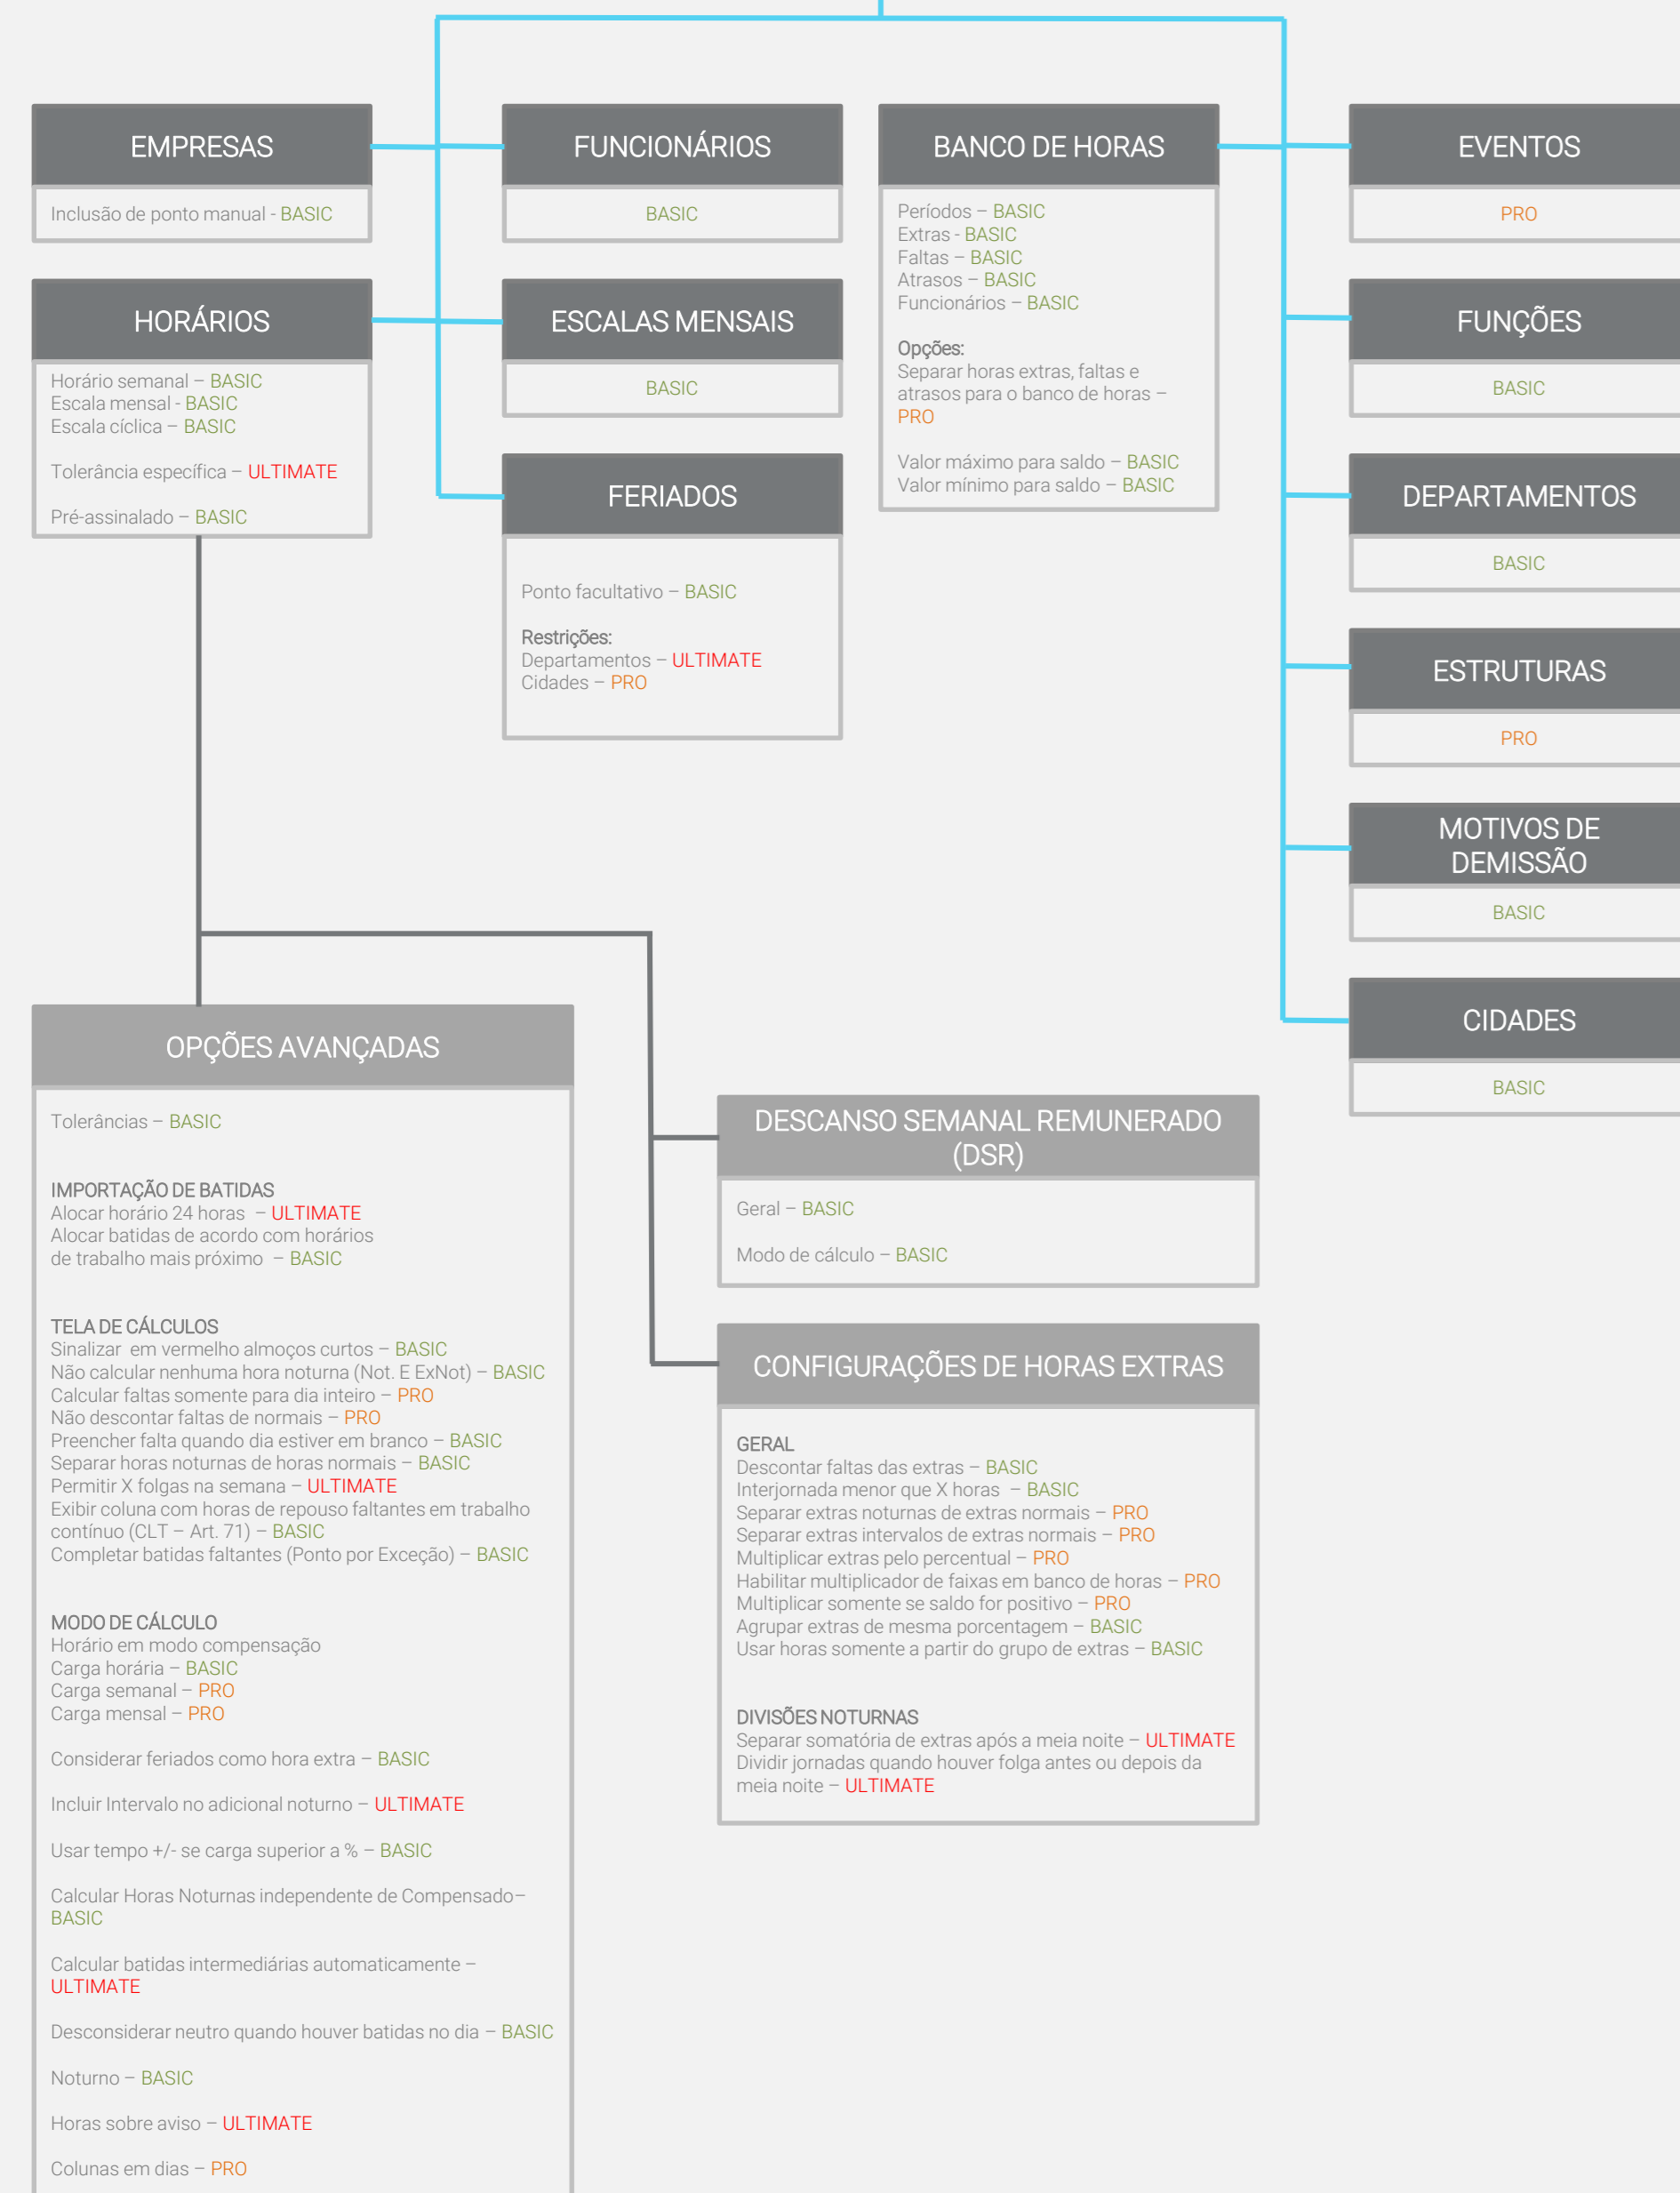 EMPRESAS
Inclusão de ponto manual - BASIC
FUNCIONÁRIOS
BASIC
BANCO DE HORAS
Períodos – BASIC
Extras - BASIC
Faltas – BASIC
Atrasos – BASIC
Funcionários – BASIC
Opções:
Separar horas extras, faltas e
atrasos para o banco de horas –
PRO
Valor máximo para saldo – BASIC
Valor mínimo para saldo – BASIC
EVENTOS
PRO
HORÁRIOS
Horário semanal – BASIC
Escala mensal - BASIC
Escala cíclica – BASIC
Tolerância específica – ULTIMATE
Pré-assinalado – BASIC
ESCALAS MENSAIS
BASIC
FUNÇÕES
BASIC
FERIADOS
Ponto facultativo – BASIC
Restrições:
Departamentos – ULTIMATE
Cidades – PRO
DEPARTAMENTOS
BASIC
ESTRUTURAS
PRO
MOTIVOS DE
DEMISSÃO
BASIC
CIDADES
BASIC
OPÇÕES AVANÇADAS
Tolerâncias – BASIC
IMPORTAÇÃO DE BATIDAS
Alocar horário 24 horas – ULTIMATE
Alocar batidas de acordo com horários
de trabalho mais próximo – BASIC
TELA DE CÁLCULOS
Sinalizar em vermelho almoços curtos – BASIC
Não calcular nenhuma hora noturna (Not. E ExNot) – BASIC
Calcular faltas somente para dia inteiro – PRO
Não descontar faltas de normais – PRO
Preencher falta quando dia estiver em branco – BASIC
Separar horas noturnas de horas normais – BASIC
Permitir X folgas na semana – ULTIMATE
Exibir coluna com horas de repouso faltantes em trabalho
contínuo (CLT – Art. 71) – BASIC
Completar batidas faltantes (Ponto por Exceção) – BASIC
MODO DE CÁLCULO
Horário em modo compensação
Carga horária – BASIC
Carga semanal – PRO
Carga mensal – PRO
Considerar feriados como hora extra – BASIC
Incluir Intervalo no adicional noturno – ULTIMATE
Usar tempo +/- se carga superior a % – BASIC
Calcular Horas Noturnas independente de Compensado–
BASIC
Calcular batidas intermediárias automaticamente –
ULTIMATE
Desconsiderar neutro quando houver batidas no dia – BASIC
Noturno – BASIC
Horas sobre aviso – ULTIMATE
Colunas em dias – PRO
DESCANSO SEMANAL REMUNERADO
(DSR)
Geral – BASIC
Modo de cálculo – BASIC
CONFIGURAÇÕES DE HORAS EXTRAS
GERAL
Descontar faltas das extras – BASIC
Interjornada menor que X horas – BASIC
Separar extras noturnas de extras normais – PRO
Separar extras intervalos de extras normais – PRO
Multiplicar extras pelo percentual – PRO
Habilitar multiplicador de faixas em banco de horas – PRO
Multiplicar somente se saldo for positivo – PRO
Agrupar extras de mesma porcentagem – BASIC
Usar horas somente a partir do grupo de extras – BASIC
DIVISÕES NOTURNAS
Separar somatória de extras após a meia noite – ULTIMATE
Dividir jornadas quando houver folga antes ou depois da
meia noite – ULTIMATE